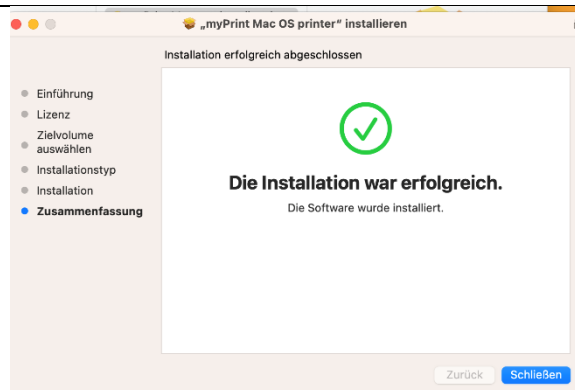 „myPrint Mac OS printer“ installieren
Installation erfolgreich abgeschlossen
Einführung
Lizenz
Zielvolume
auswählen
Installationstyp
Installation
Zusammenfassung
Die Installation war erfolgreich.
Die Software wurde installiert.
Zurück
Schließen